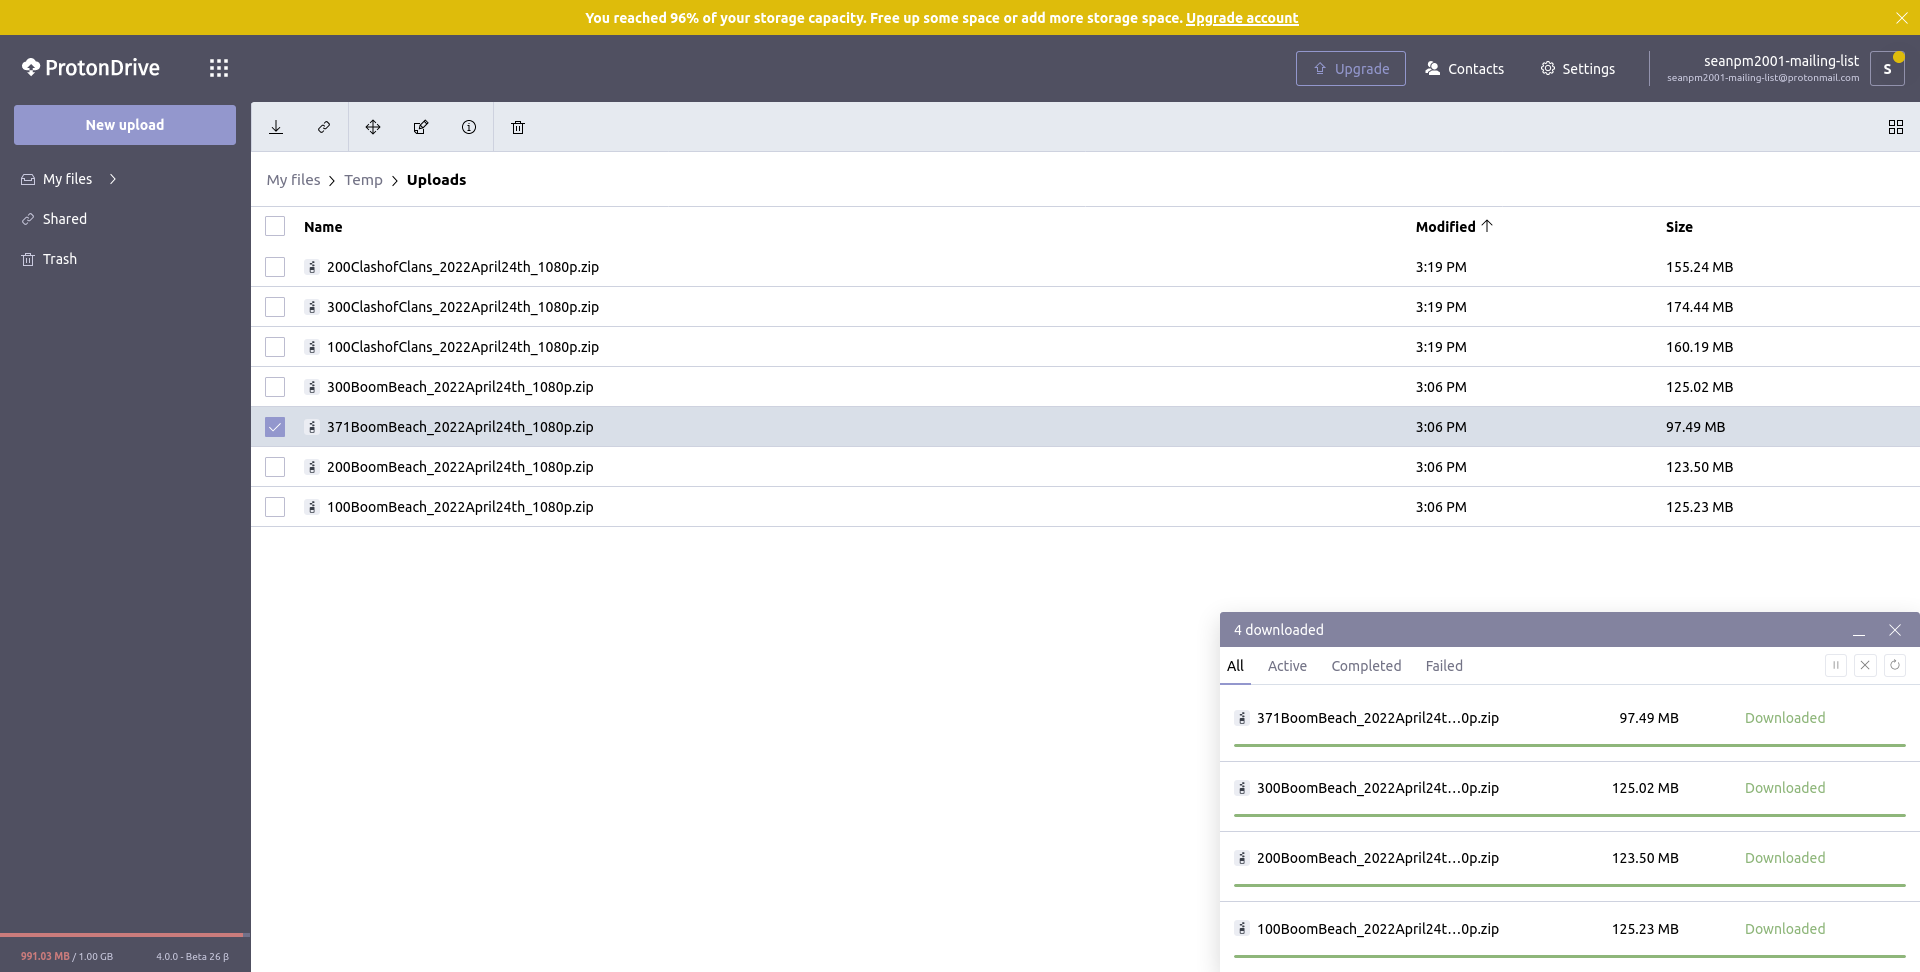 You reached 96% of your storage capacity. Free up some space or add more storage space. Upgrade account
ProtonDrive
Upgrade
Contacts
Settings
seanpm2001-mailing-list
seanpm2001-mailing-list@protonmail.com
S
New upload
My files
Shared
Trash
My files > Temp > Uploads
Name Modified Size
200ClashofClans_2022April24th_1080p.zip 3:19 PM 155.24 MB
300ClashofClans_2022April24th_1080p.zip 3:19 PM 174.44 MB
100ClashofClans_2022April24th_1080p.zip 3:19 PM 160.19 MB
300BoomBeach_2022April24th_1080p.zip 3:06 PM 125.02 MB
371BoomBeach_2022April24th_1080p.zip 3:06 PM 97.49 MB
200BoomBeach_2022April24th_1080p.zip 3:06 PM 123.50 MB
100BoomBeach_2022April24th_1080p.zip 3:06 PM 125.23 MB
4 downloaded
All Active Completed Failed
371BoomBeach_2022April24t...0p.zip 97.49 MB Downloaded
300BoomBeach_2022April24t...0p.zip 125.02 MB Downloaded
200BoomBeach_2022April24t...0p.zip 123.50 MB Downloaded
100BoomBeach_2022April24t...0p.zip 125.23 MB Downloaded
991.03 MB / 1.00 GB 4.0.0 - Beta 26 β